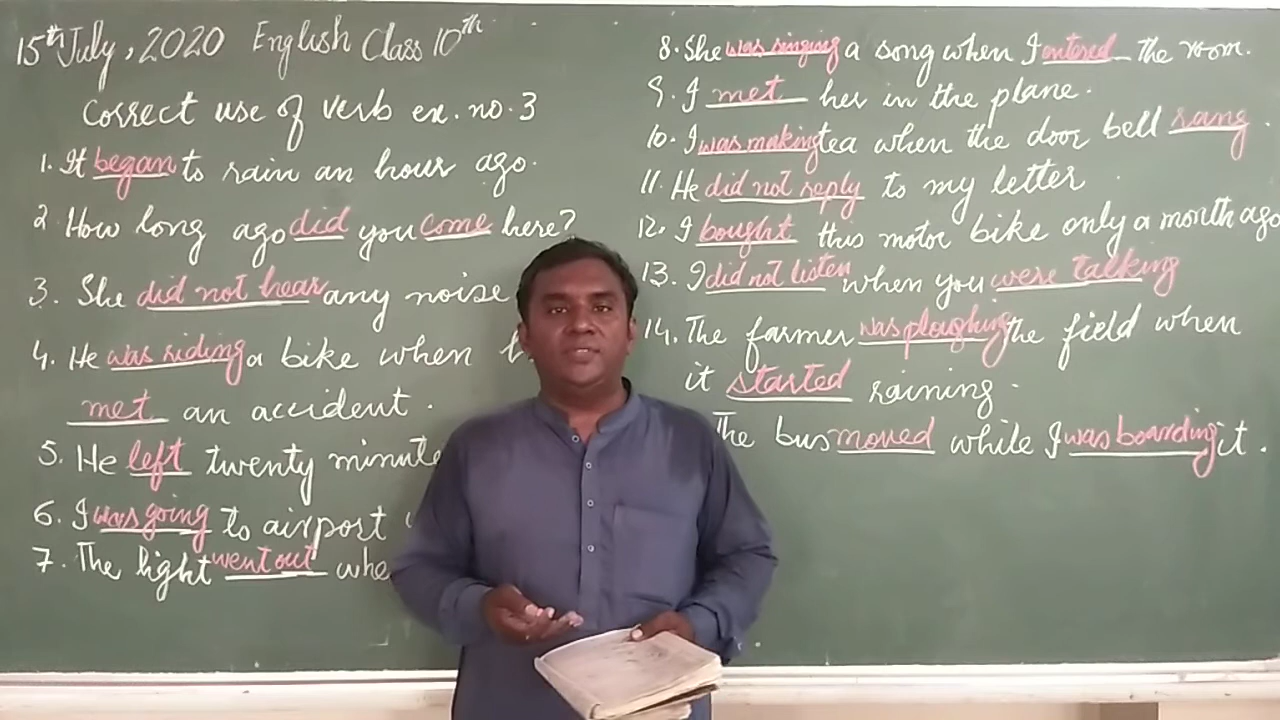 15th July, 2020 English Class 10th
Correct use of verb ex. no. 3
1. It began to rain an hour ago.
2. How long ago did you come here?
3. She did not hear any noise
4. He was riding a bike when
met an accident.
5. He left twenty
6. I was going to airport
7. The light went out
8. She was singing a song when I entered the room.
9. I met her in the plane.
10. I was making tea when the door bell rang.
11. He did not reply to my letter.
12. I bought this motor bike only a month ago
13. I did not listen when you were talking
14. The farmer was ploughing the field when
it started raining.
The bus moved while I was boarding it.